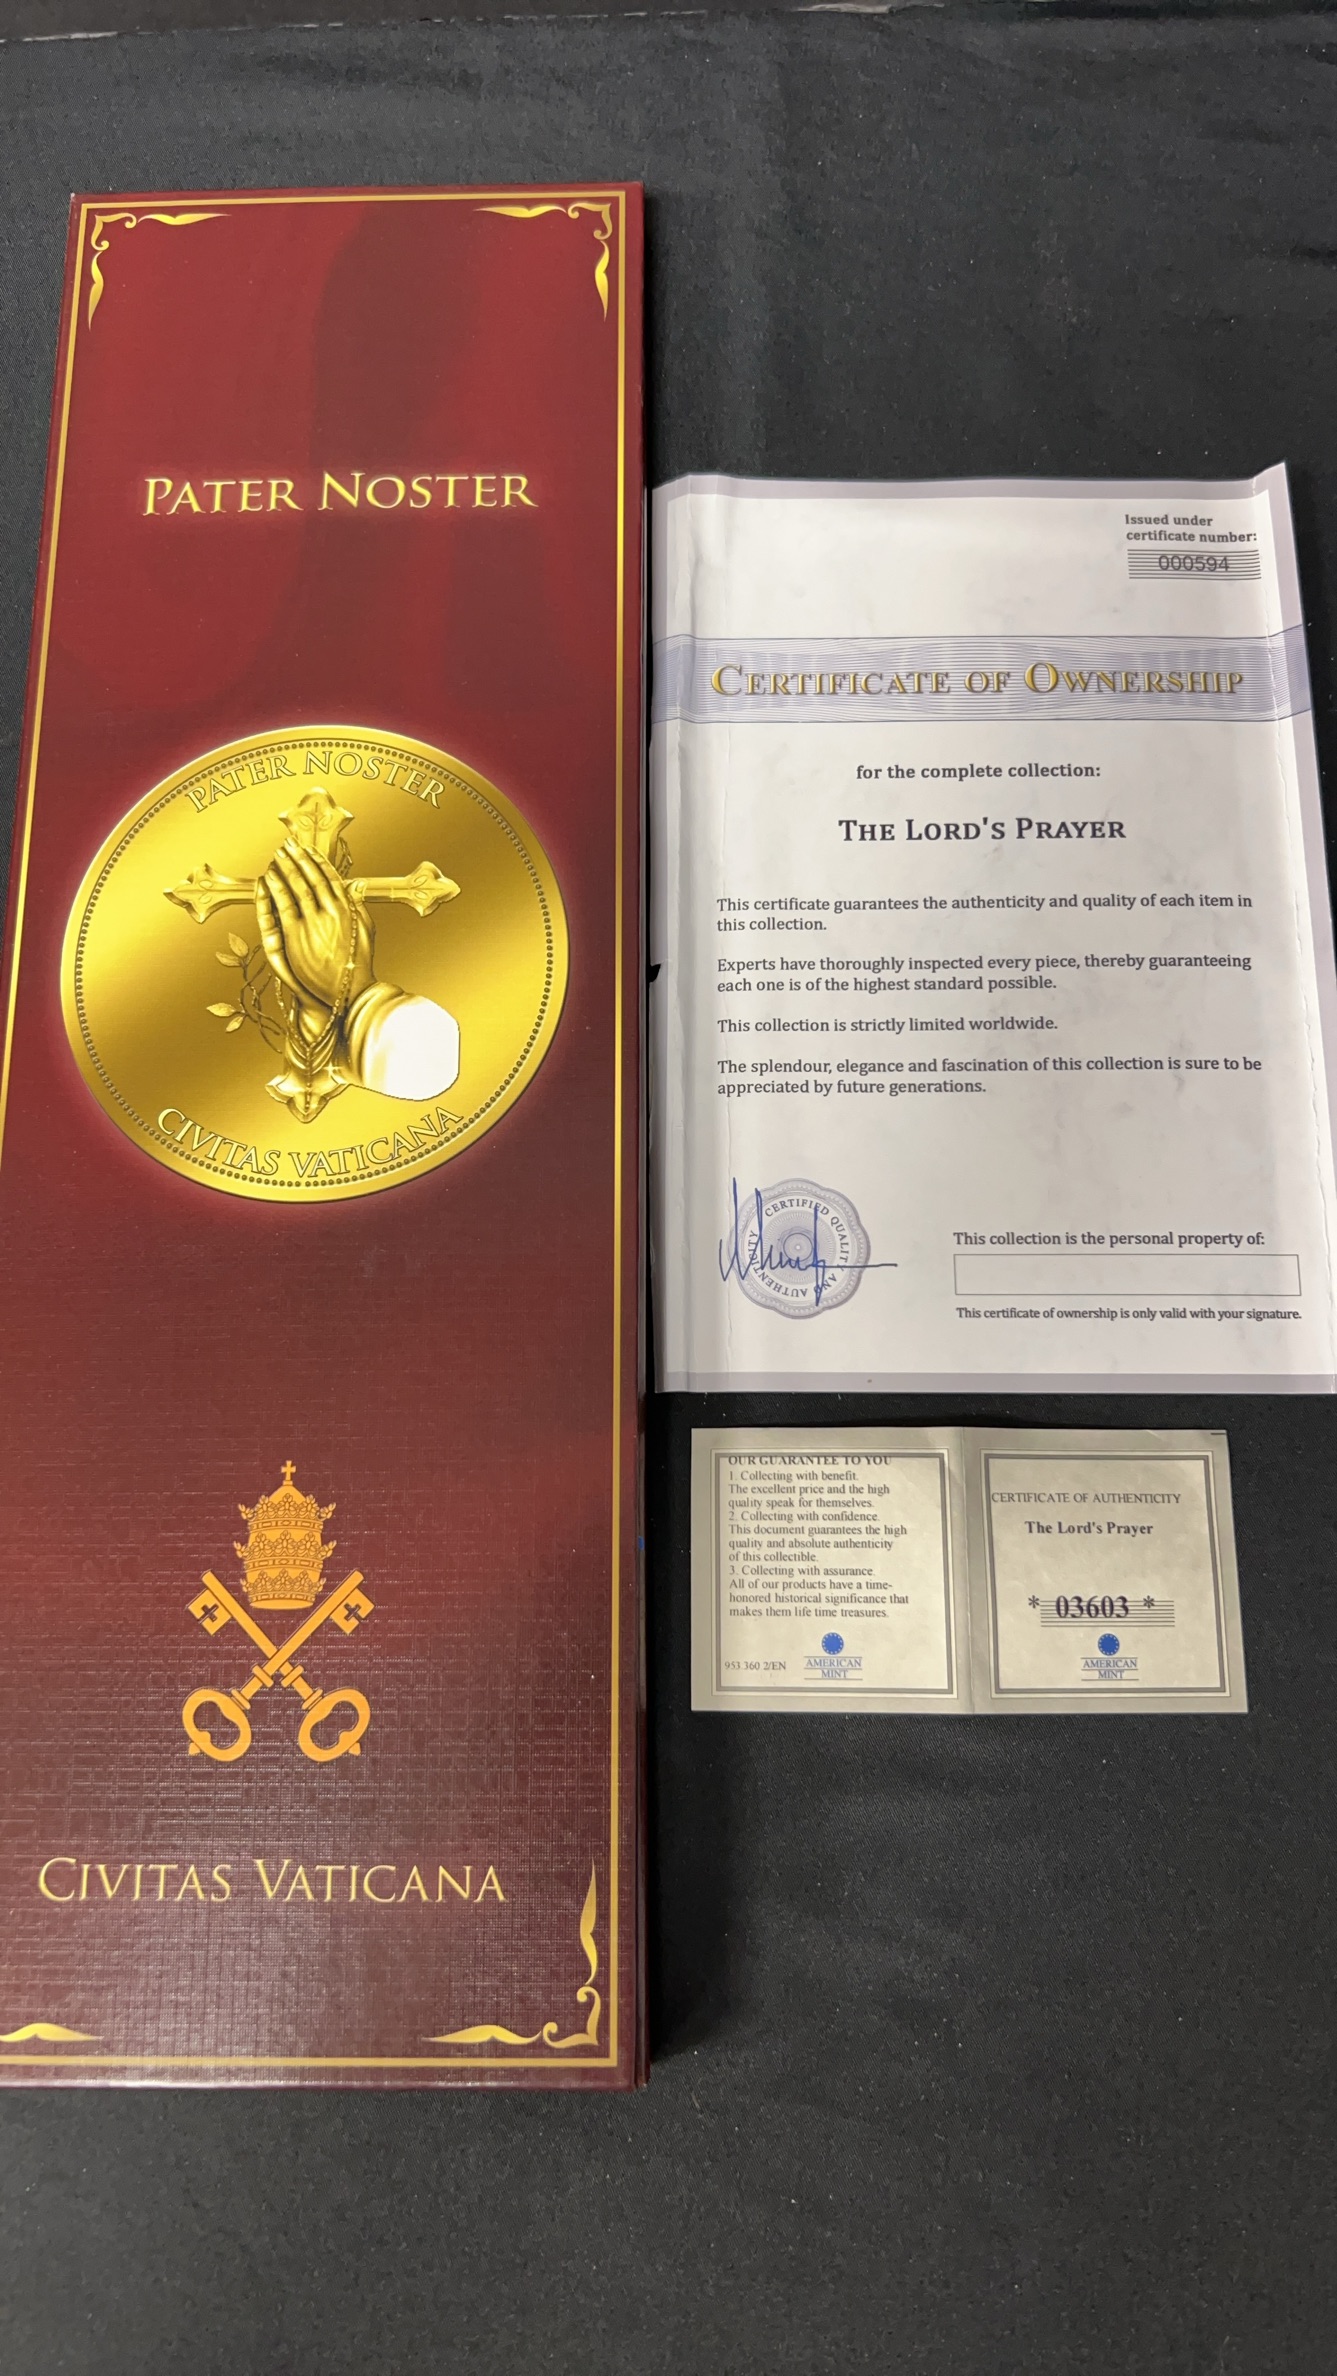 PATER NOSTER
PATER NOSTER
CIVITAS VATICANA
CIVITAS VATICANA
Issued under
certificate number:
000594
CERTIFICATE OF OWNERSHIP
for the complete collection:
THE LORD'S PRAYER
This certificate guarantees the authenticity and quality of each item in
this collection.
Experts have thoroughly inspected every piece, thereby guaranteeing
each one is of the highest standard possible.
This collection is strictly limited worldwide.
The splendour, elegance and fascination of this collection is sure to be
appreciated by future generations.
CERTIFIED QUALITY AND AUTHENTICITY
This collection is the personal property of:
This certificate of ownership is only valid with your signature.
OUR GUARANTEE TO YOU
1. Collecting with benefit.
The excellent price and the high
quality speak for themselves.
2. Collecting with confidence.
This document guarantees the high
quality and absolute authenticity
of this collectible.
3. Collecting with assurance.
All of our products have a time-
honored historical significance that
makes them life time treasures.
953 360 2/EN
AMERICAN
MINT
CERTIFICATE OF AUTHENTICITY
The Lord's Prayer
* 03603 *
AMERICAN
MINT